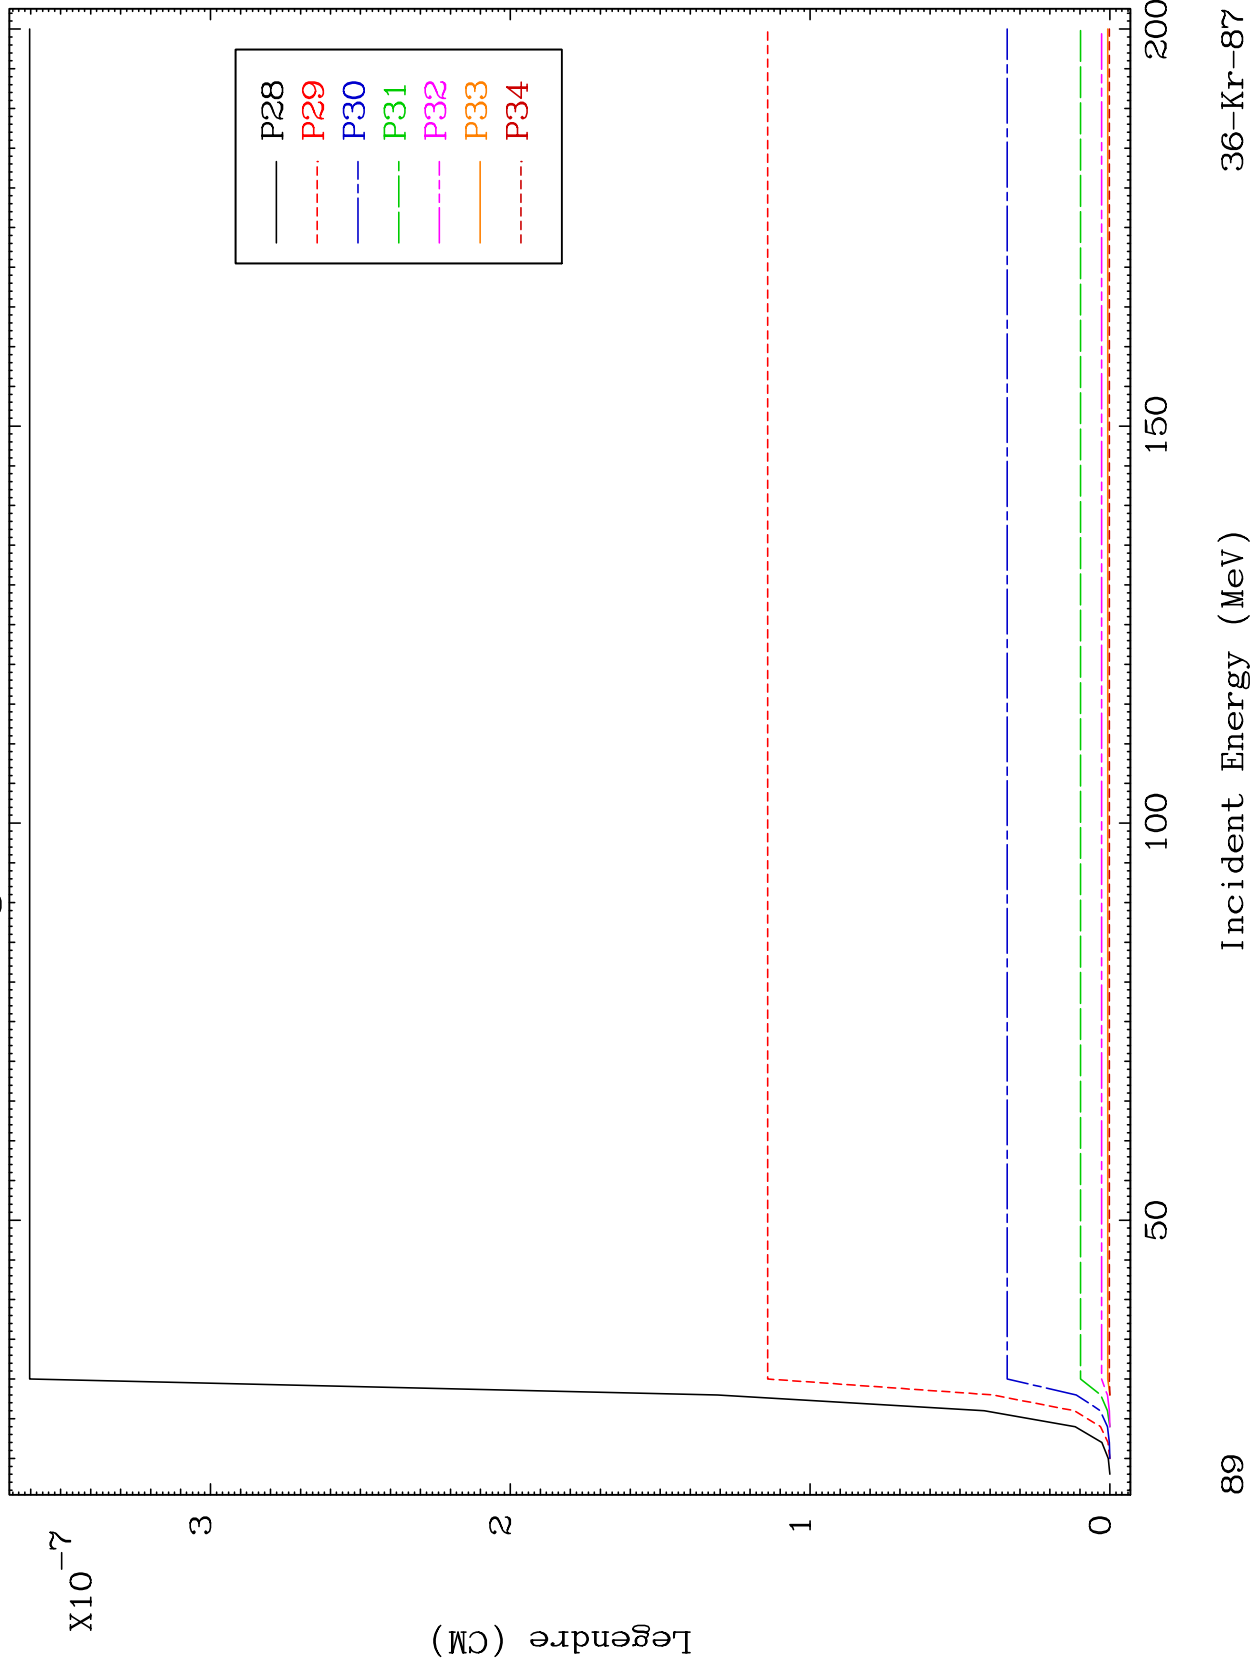 X10-7
Legendre (CM)
3
2
1
0
P28
P29
P30
P31
P32
P33
P34
50
100
150
200
89
Incident Energy (MeV)
36-Kr-87